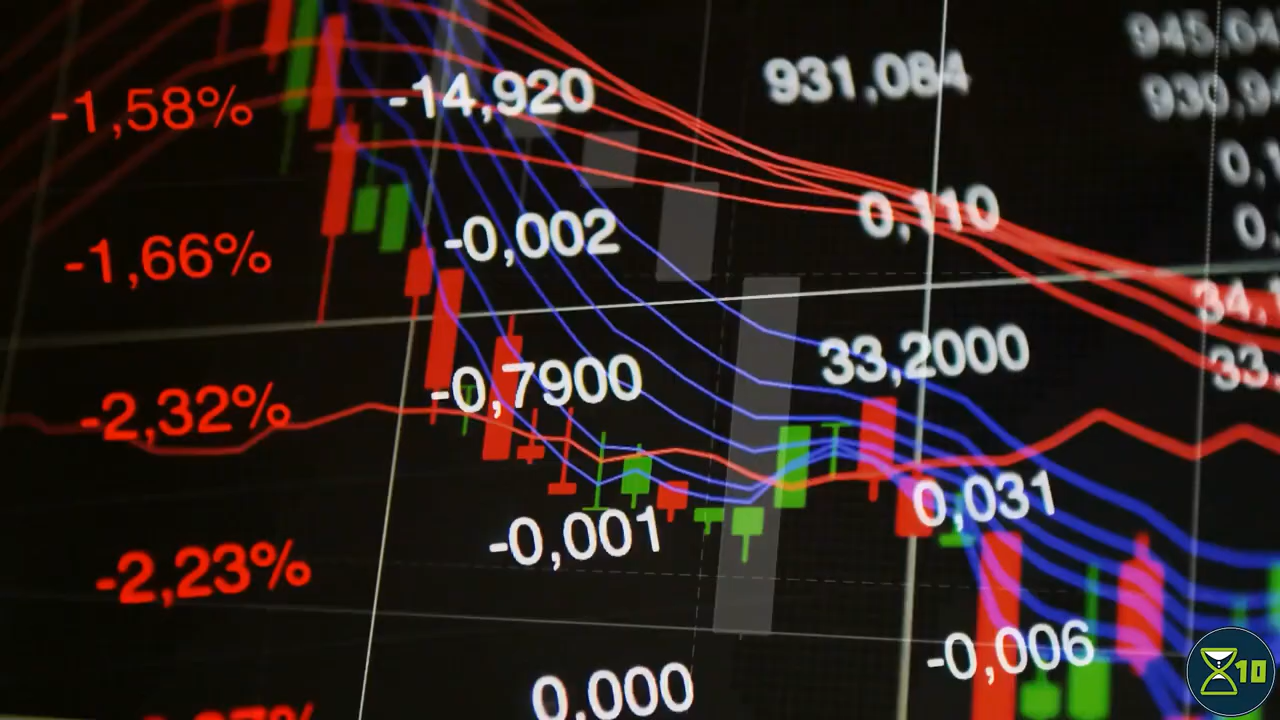 -1,58% -14,920 931,084
-1,66% -0,002 0,110
-2,32% -0,7900 33,2000
-2,23% -0,001 0,031
0,000 -0,006
10